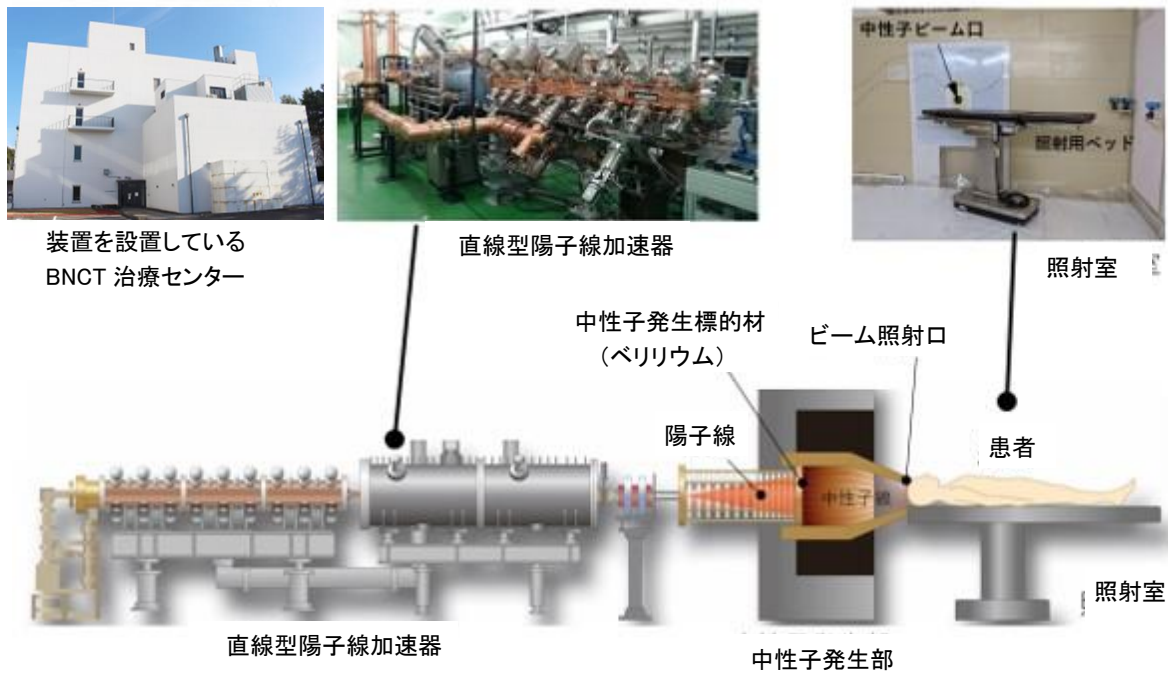 中性子ビーム口
照射用ベッド
装置を設置している
BNCT 治療センター
直線型陽子線加速器
照射室
中性子発生標的材
（ベリリウム）
ビーム照射口
陽子線
患者
中性子線
照射室
直線型陽子線加速器
中性子発生部